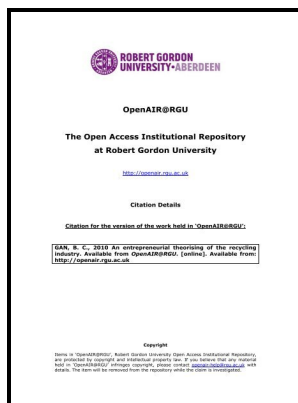 ROBERT GORDON
UNIVERSITY•ABERDEEN
OpenAIR@RGU
The Open Access Institutional Repository
at Robert Gordon University
http://openair.rgu.ac.uk
Citation Details
Citation for the version of the work held in 'OpenAIR@RGU':
GAN, B. C., 2010 An entrepreneurial theorising of the recycling
industry. Available from OpenAIR@RGU. [online]. Available from:
http://openair.rgu.ac.uk
Copyright
Items in 'OpenAIR@RGU', Robert Gordon University Open Access Institutional Repository,
are protected by copyright and intellectual property law. If you believe that any material
held in 'OpenAIR@RGU' infringes copyright, please contact openair-help@rgu.ac.uk with
details. The item will be removed from the repository while the claim is investigated.